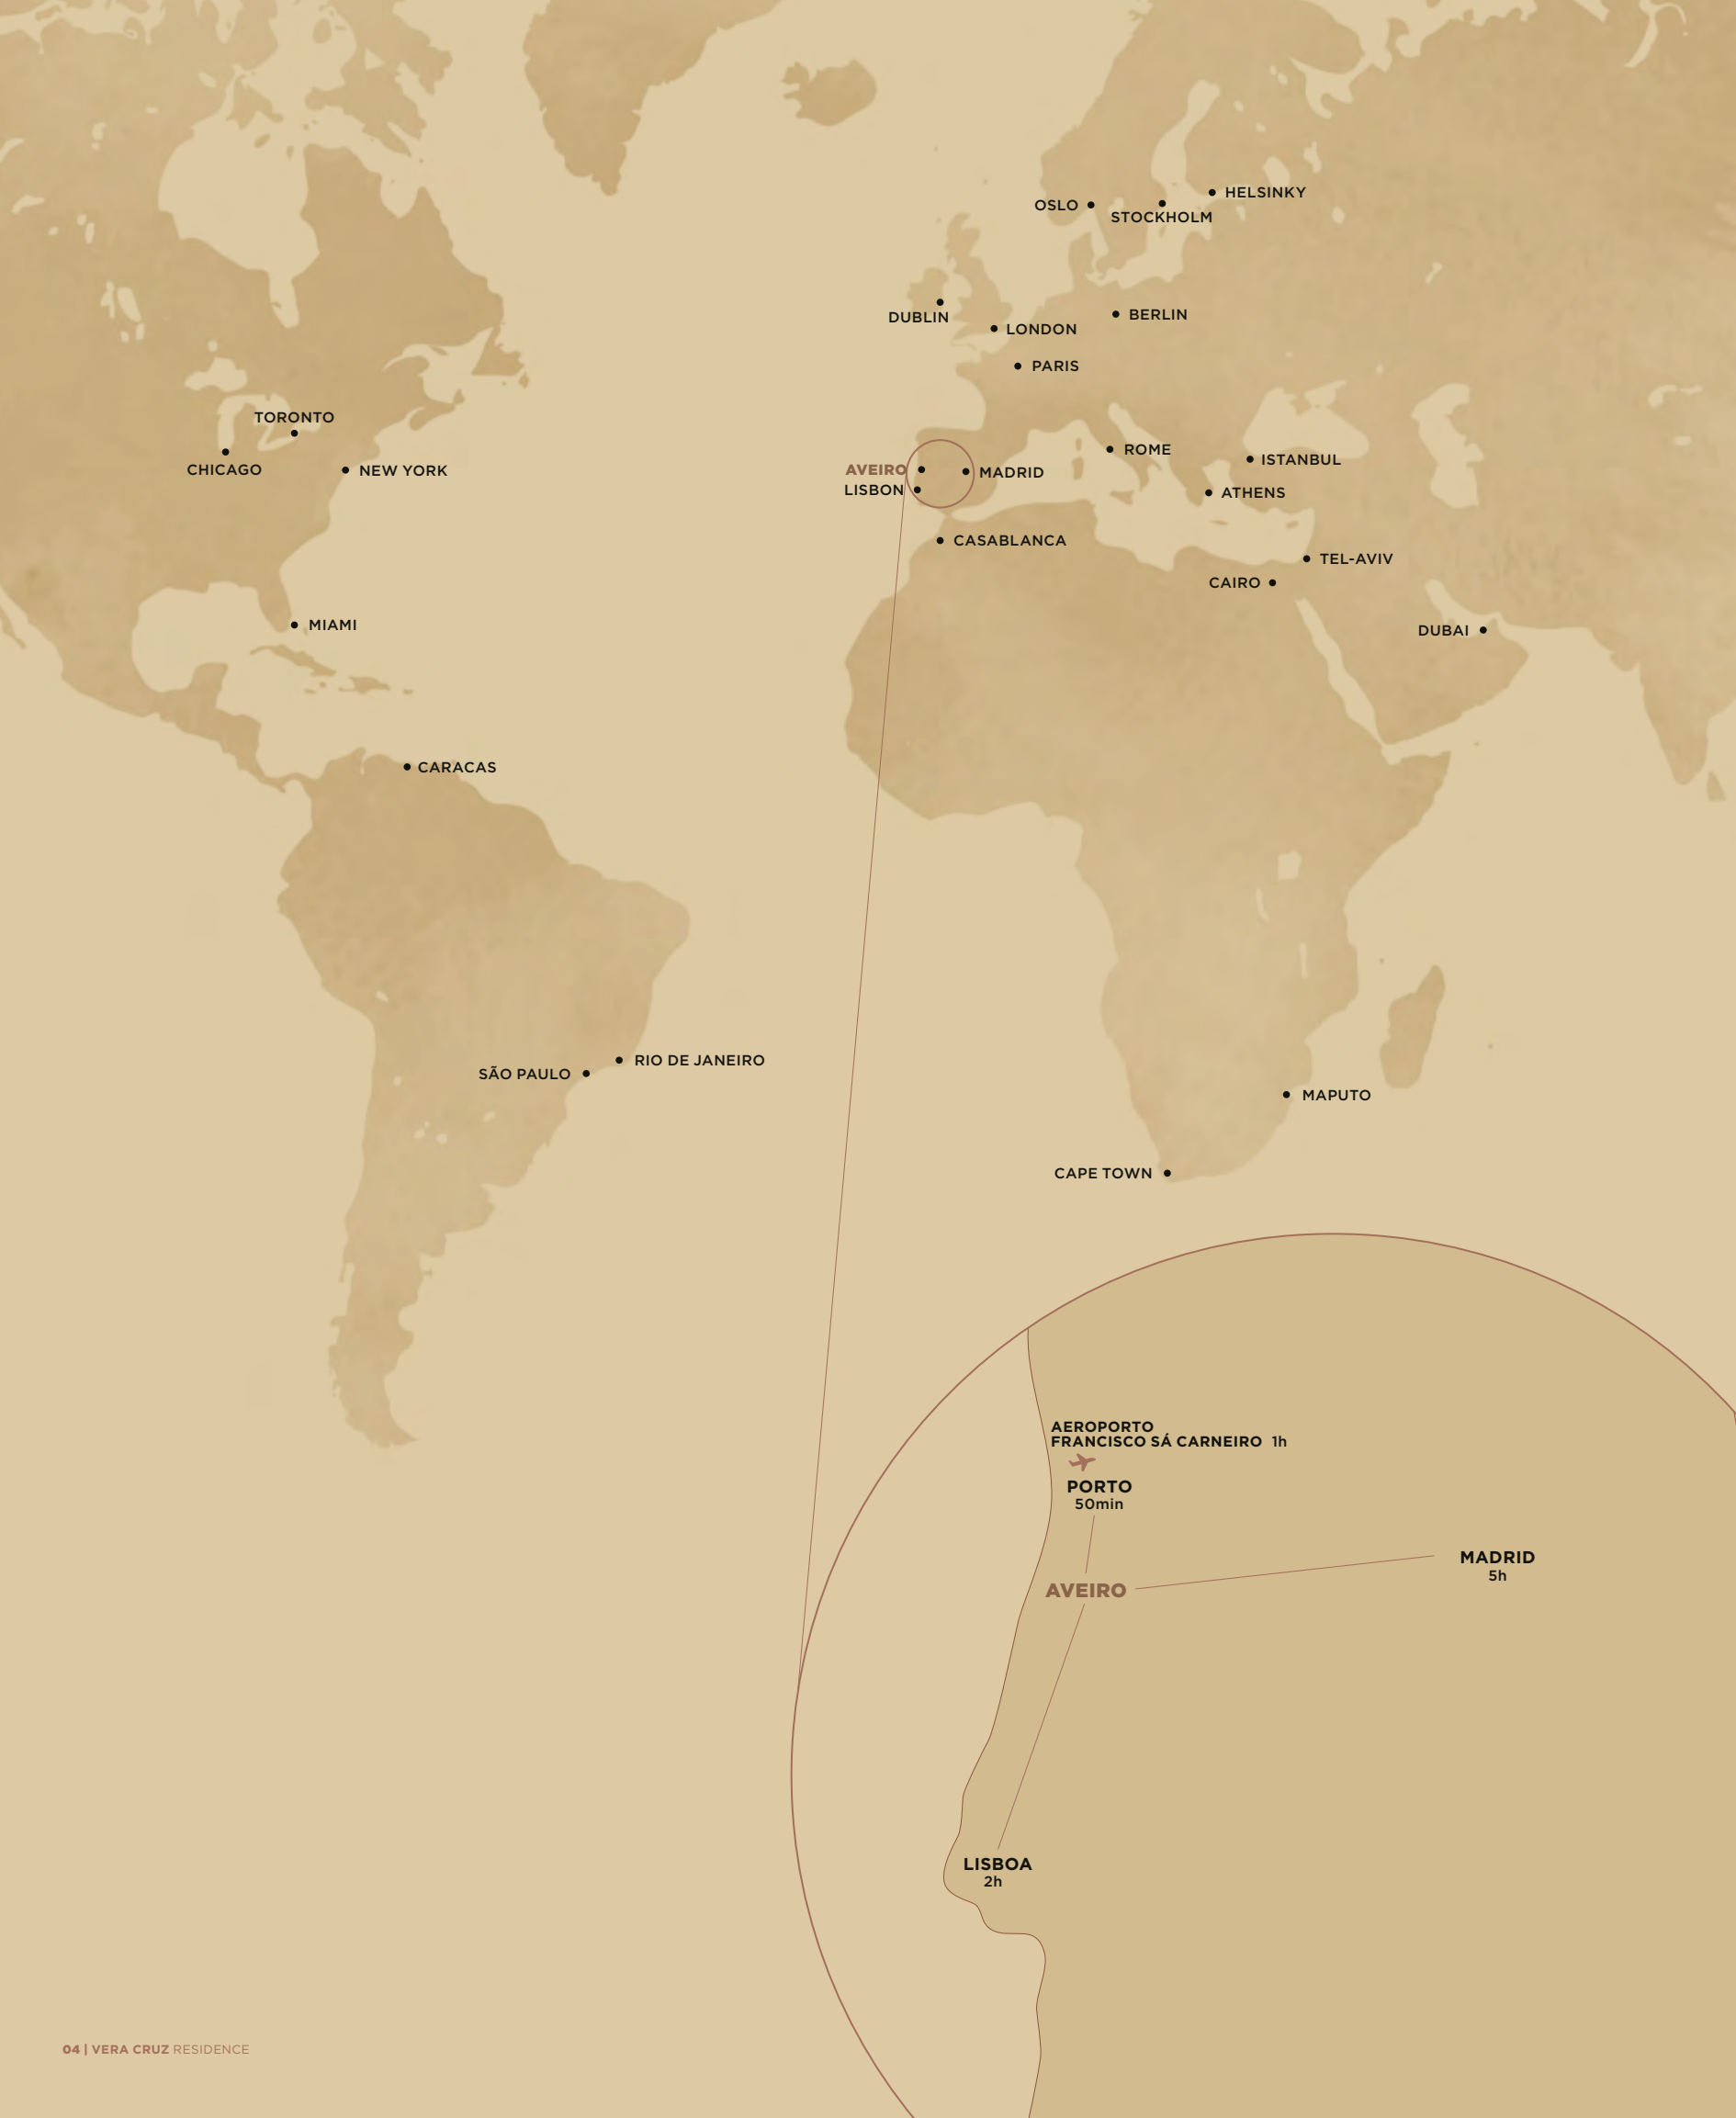 HELSINKY
OSLO
STOCKHOLM
DUBLIN
BERLIN
LONDON
PARIS
TORONTO
CHICAGO
NEW YORK
AVEIRO
LISBON
MADRID
ROME
ISTANBUL
ATHENS
CASABLANCA
TEL-AVIV
CAIRO
MIAMI
DUBAI
CARACAS
RIO DE JANEIRO
SÃO PAULO
MAPUTO
CAPE TOWN
AEROPORTO
FRANCISCO SÁ CARNEIRO 1h
PORTO
50min
MADRID
5h
AVEIRO
LISBOA
2h
04 | VERA CRUZ RESIDENCE